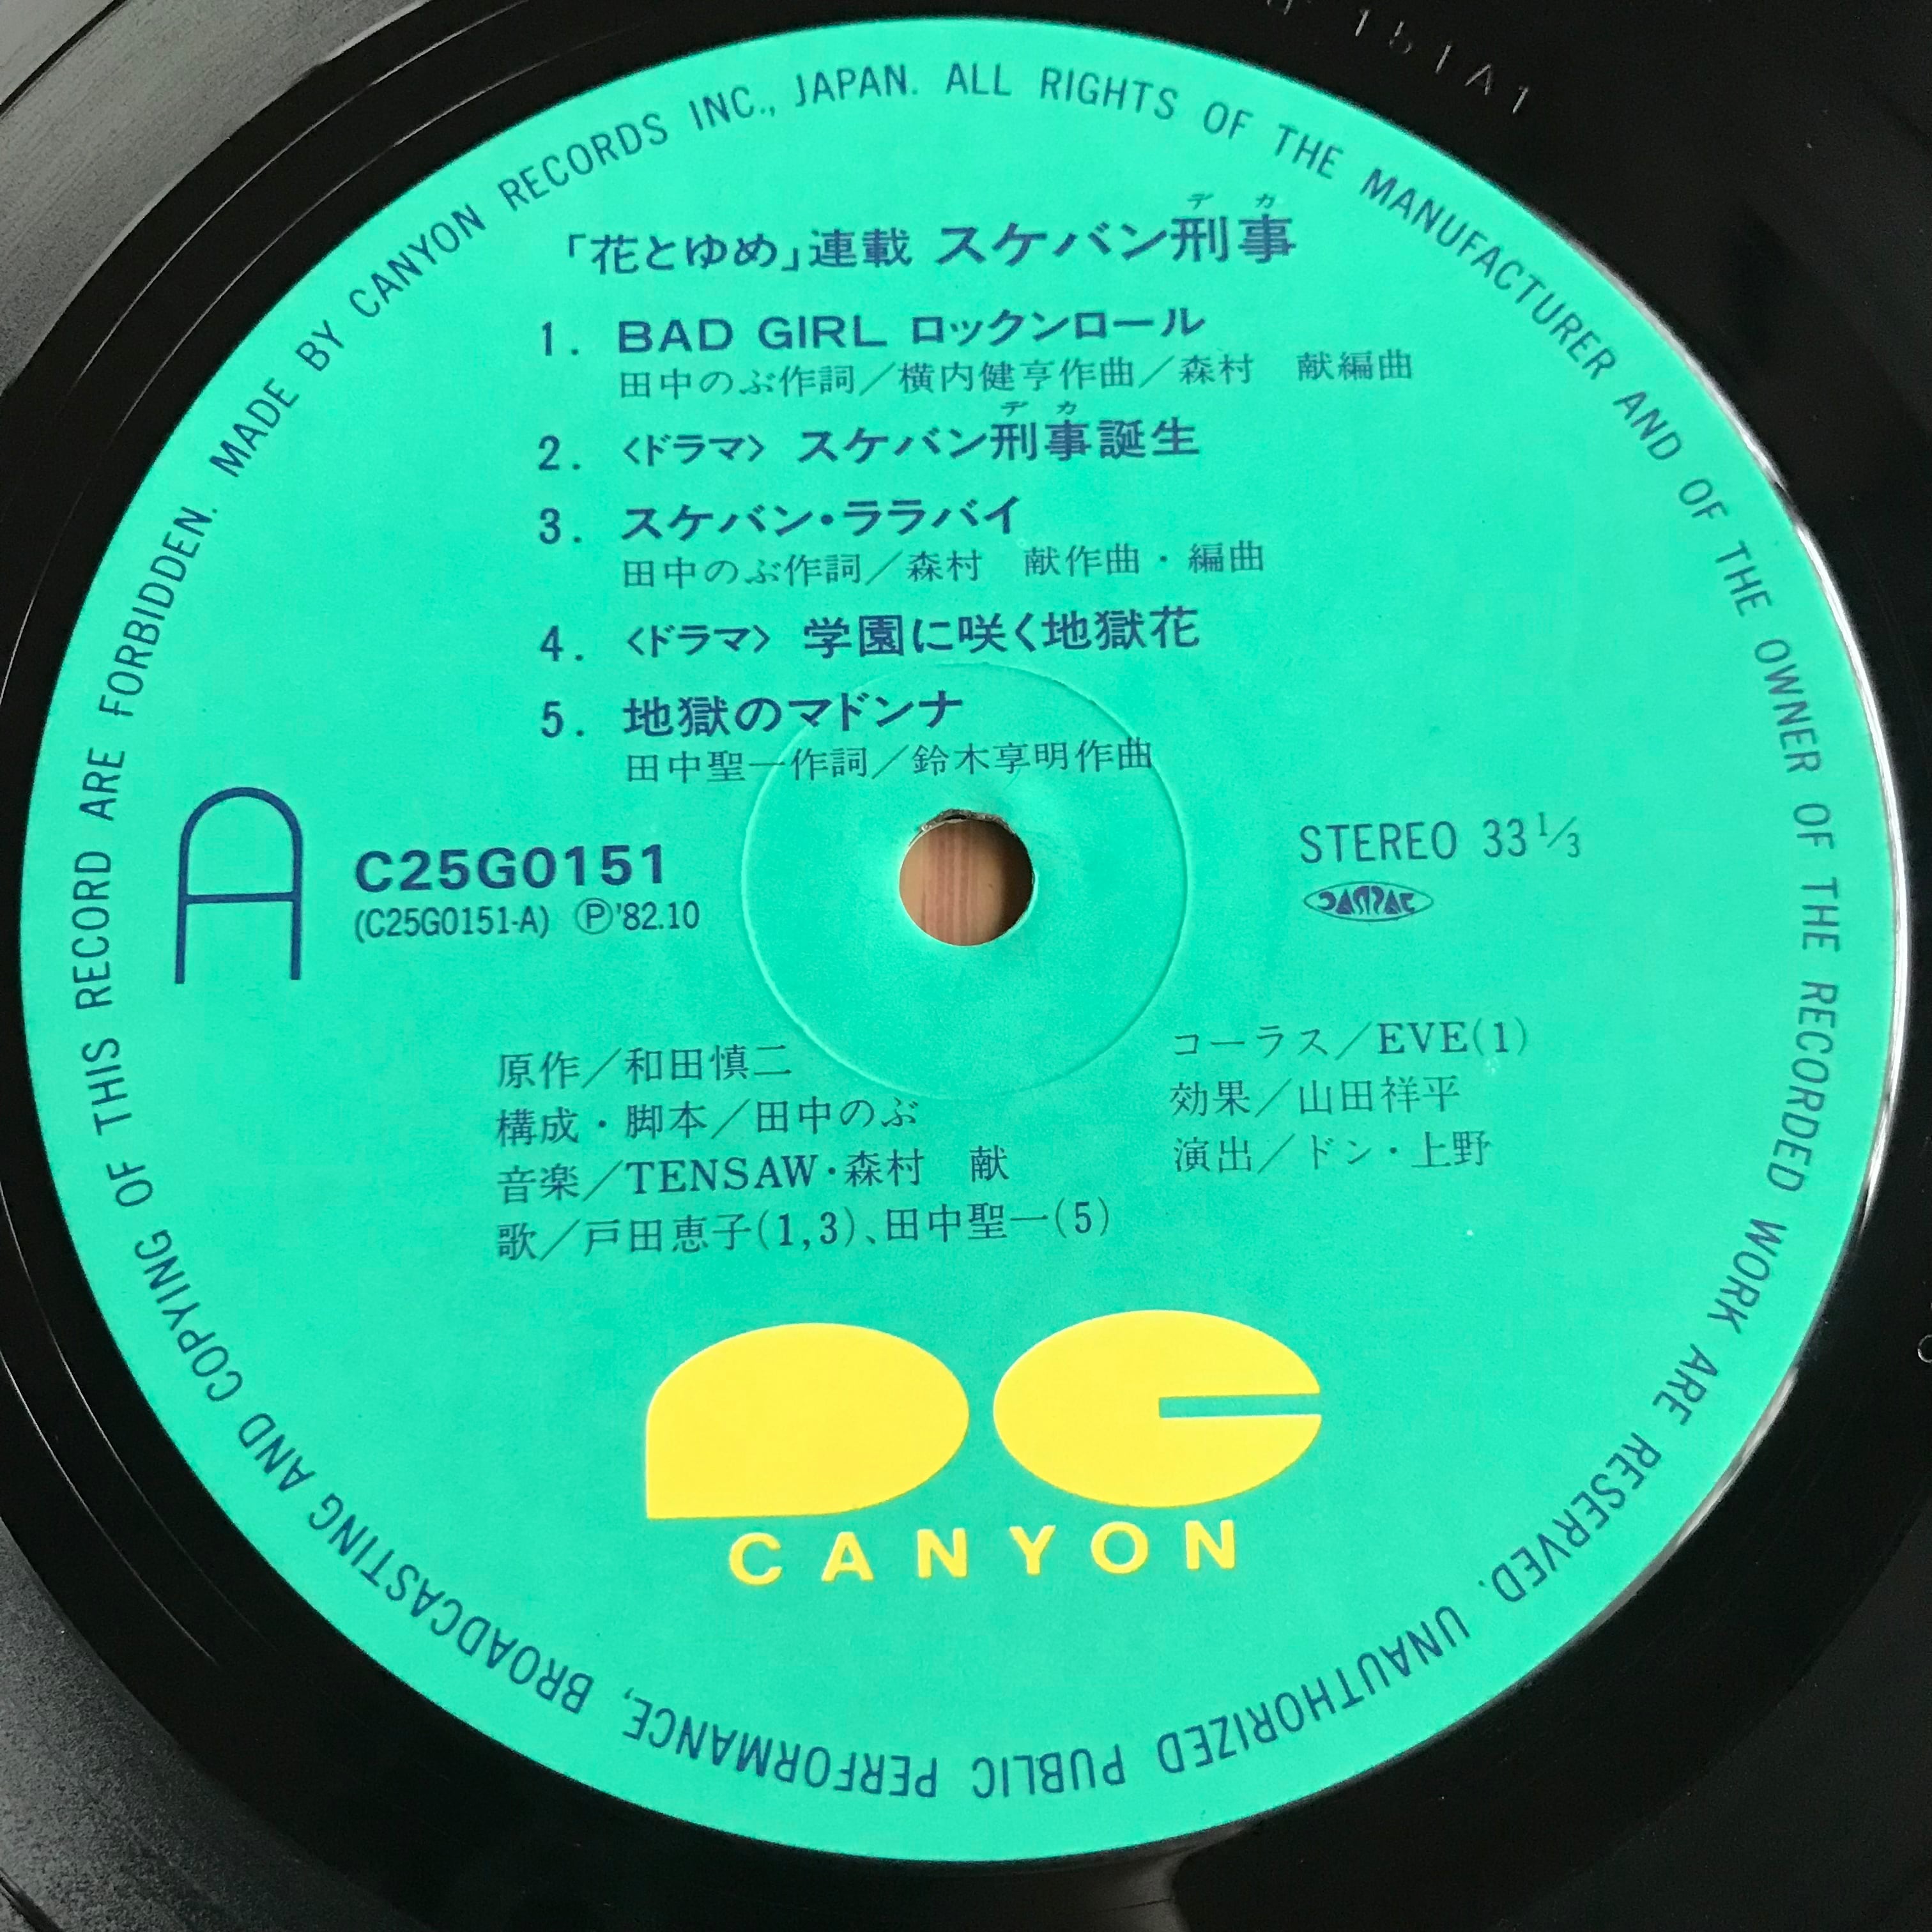 MADE BY CANYON RECORDS INC., JAPAN. ALL RIGHTS OF THE MANUFACTURER AND OF THE OWNER OF THE RECORDED WORK ARE RESERVED. UNAUTHORIZED PUBLIC PERFORMANCE, BROADCASTING AND COPYING OF THIS RECORD ARE FORBIDDEN.
151A1
デカ
「花とゆめ」連載 スケバン刑事
1. BAD GIRL ロックンロール
田中のぶ作詞／横内健亨作曲／森村 献編曲
デカ
2. 〈ドラマ〉 スケバン刑事誕生
3. スケバン・ララバイ
田中のぶ作詞／森村 献作曲・編曲
4. 〈ドラマ〉 学園に咲く地獄花
5. 地獄のマドンナ
田中聖一作詞／鈴木享明作曲
A
C25G0151
(C25G0151-A) Ⓟ'82.10
STEREO 33 1/3
JASRAC
原作／和田慎二
構成・脚本／田中のぶ
音楽／TENSAW・森村 献
歌／戸田恵子(1,3)、田中聖一(5)
コーラス／EVE(1)
効果／山田祥平
演出／ドン・上野
CANYON